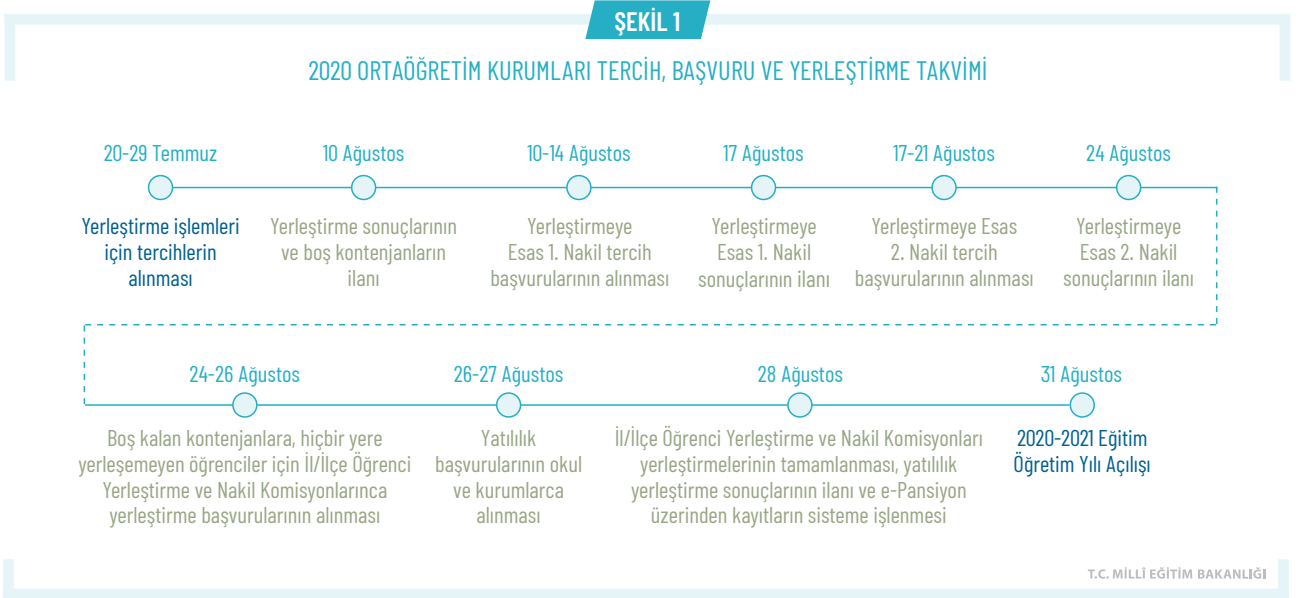 ŞEKİL 1
2020 ORTAÖĞRETİM KURUMLARI TERCİH, BAŞVURU VE YERLEŞTİRME TAKVİMİ
20-29 Temmuz
Yerleştirme işlemleri
için tercihlerin
alınması
10 Ağustos
Yerleştirme sonuçlarının
ve boş kontenjanların
ilanı
10-14 Ağustos
Yerleştirmeye
Esas 1. Nakil tercih
başvurularının alınması
17 Ağustos
Yerleştirmeye
Esas 1. Nakil
sonuçlarının ilanı
17-21 Ağustos
Yerleştirmeye Esas
2. Nakil tercih
başvurularının alınması
24 Ağustos
Yerleştirmeye
Esas 2. Nakil
sonuçlarının ilanı
24-26 Ağustos
Boş kalan kontenjanlara, hiçbir yere
yerleşemeyen öğrenciler için İl/İlçe Öğrenci
Yerleştirme ve Nakil Komisyonlarınca
yerleştirme başvurularının alınması
26-27 Ağustos
Yatılılık
başvurularının okul
ve kurumlarca
alınması
28 Ağustos
İl/İlçe Öğrenci Yerleştirme ve Nakil Komisyonları
yerleştirmelerinin tamamlanması, yatılılık
yerleştirme sonuçlarının ilanı ve e-Pansiyon
üzerinden kayıtların sisteme işlenmesi
31 Ağustos
2020-2021 Eğitim
Öğretim Yılı Açılışı
T.C. MİLLÎ EĞİTİM BAKANLIĞI